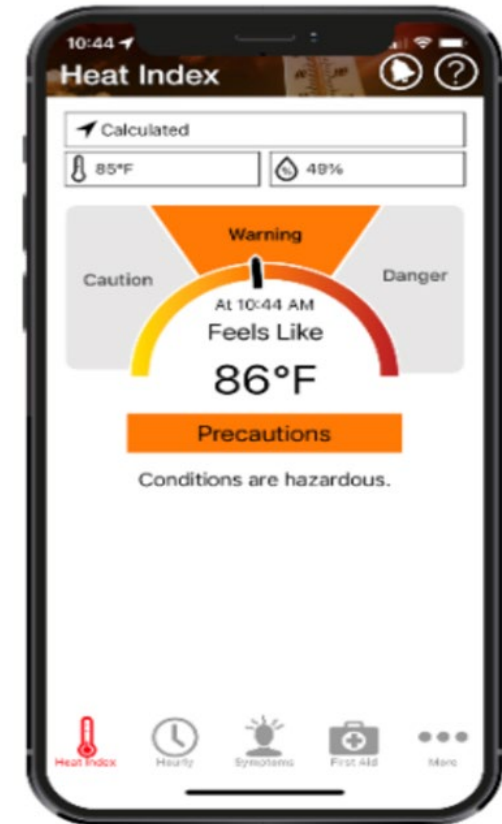 10:44
Heat Index
?
Calculated
85°F
% 49%
Warning
Caution
Danger
At 10:44 AM
Feels Like
86°F
Precautions
Conditions are hazardous.
Heat Index Hourly Symptoms First Aid More